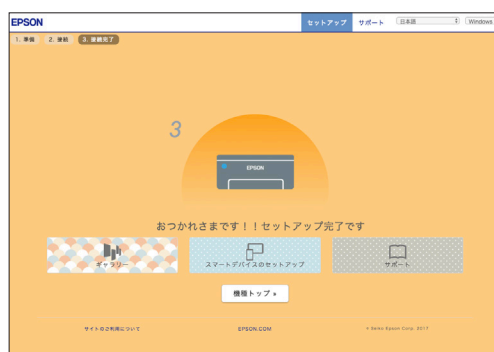 EPSON
セットアップ サポート 日本語 Windows
1. 準備 2. 接続 3. 接続完了
3
EPSON
おつかれさまです！！セットアップ完了です
ギャラリー スマートデバイスのセットアップ サポート
機種トップ »
サイトのご利用について EPSON.COM © Seiko Epson Corp. 2017